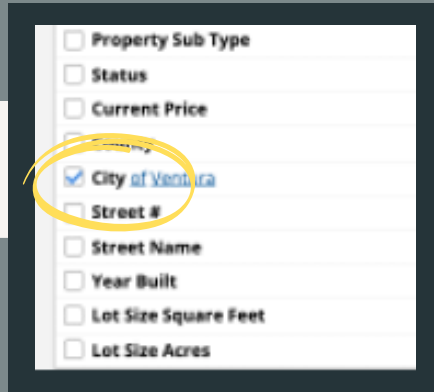 Property Sub Type
Status
Current Price
City of Ventura
Street #
Street Name
Year Built
Lot Size Square Feet
Lot Size Acres